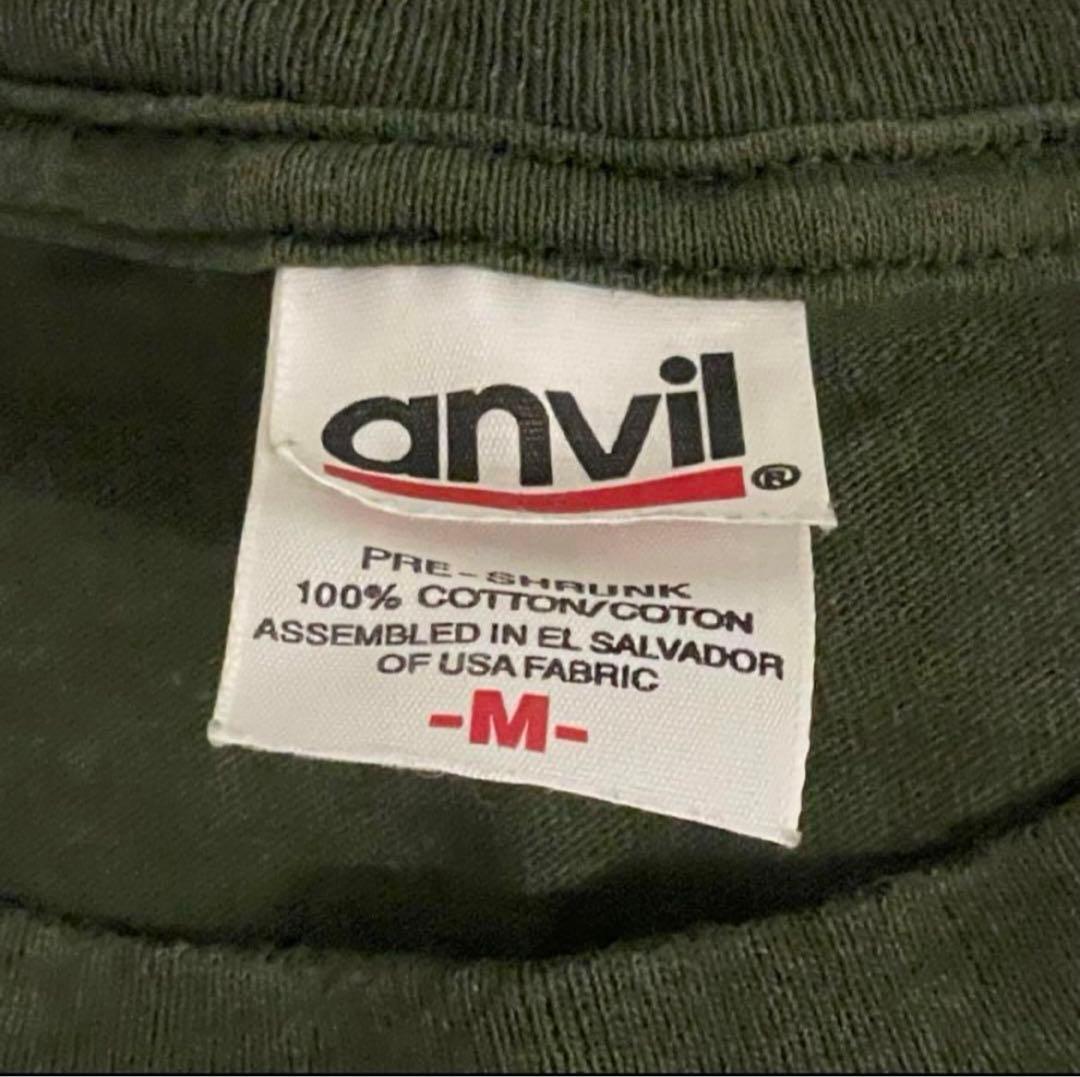 anvil®
PRE-SHRUNK
100% COTTON/COTON
ASSEMBLED IN EL SALVADOR
OF USA FABRIC
-M-